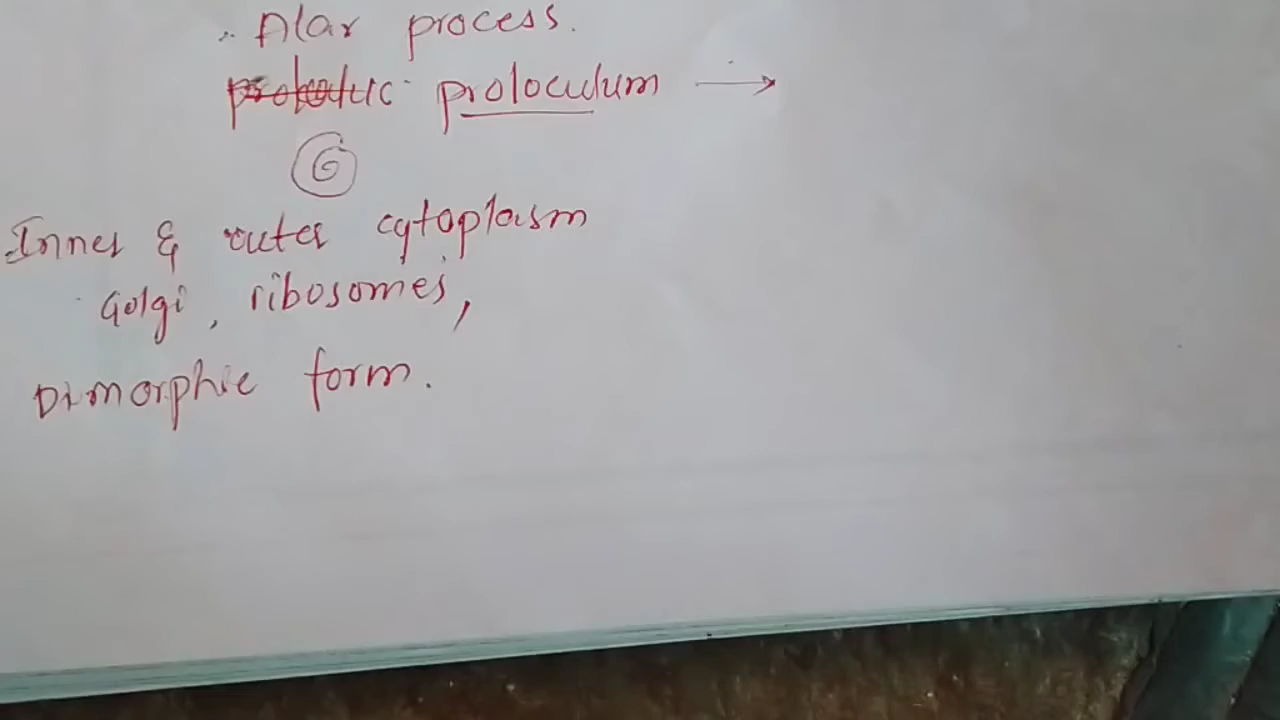 Alar process.
proloculum →
G
Inner & outer cytoplasm
Golgi, ribosomes,
Dimorphic form.